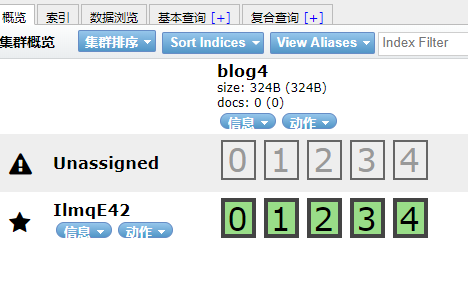 概览 索引 数据浏览 基本查询 [+] 复合查询 [+]
集群概览 集群排序 Sort Indices View Aliases Index Filter
blog4
size: 324B (324B)
docs: 0 (0)
信息 动作
Unassigned 0 1 2 3 4
IlmqE42 0 1 2 3 4
信息 动作